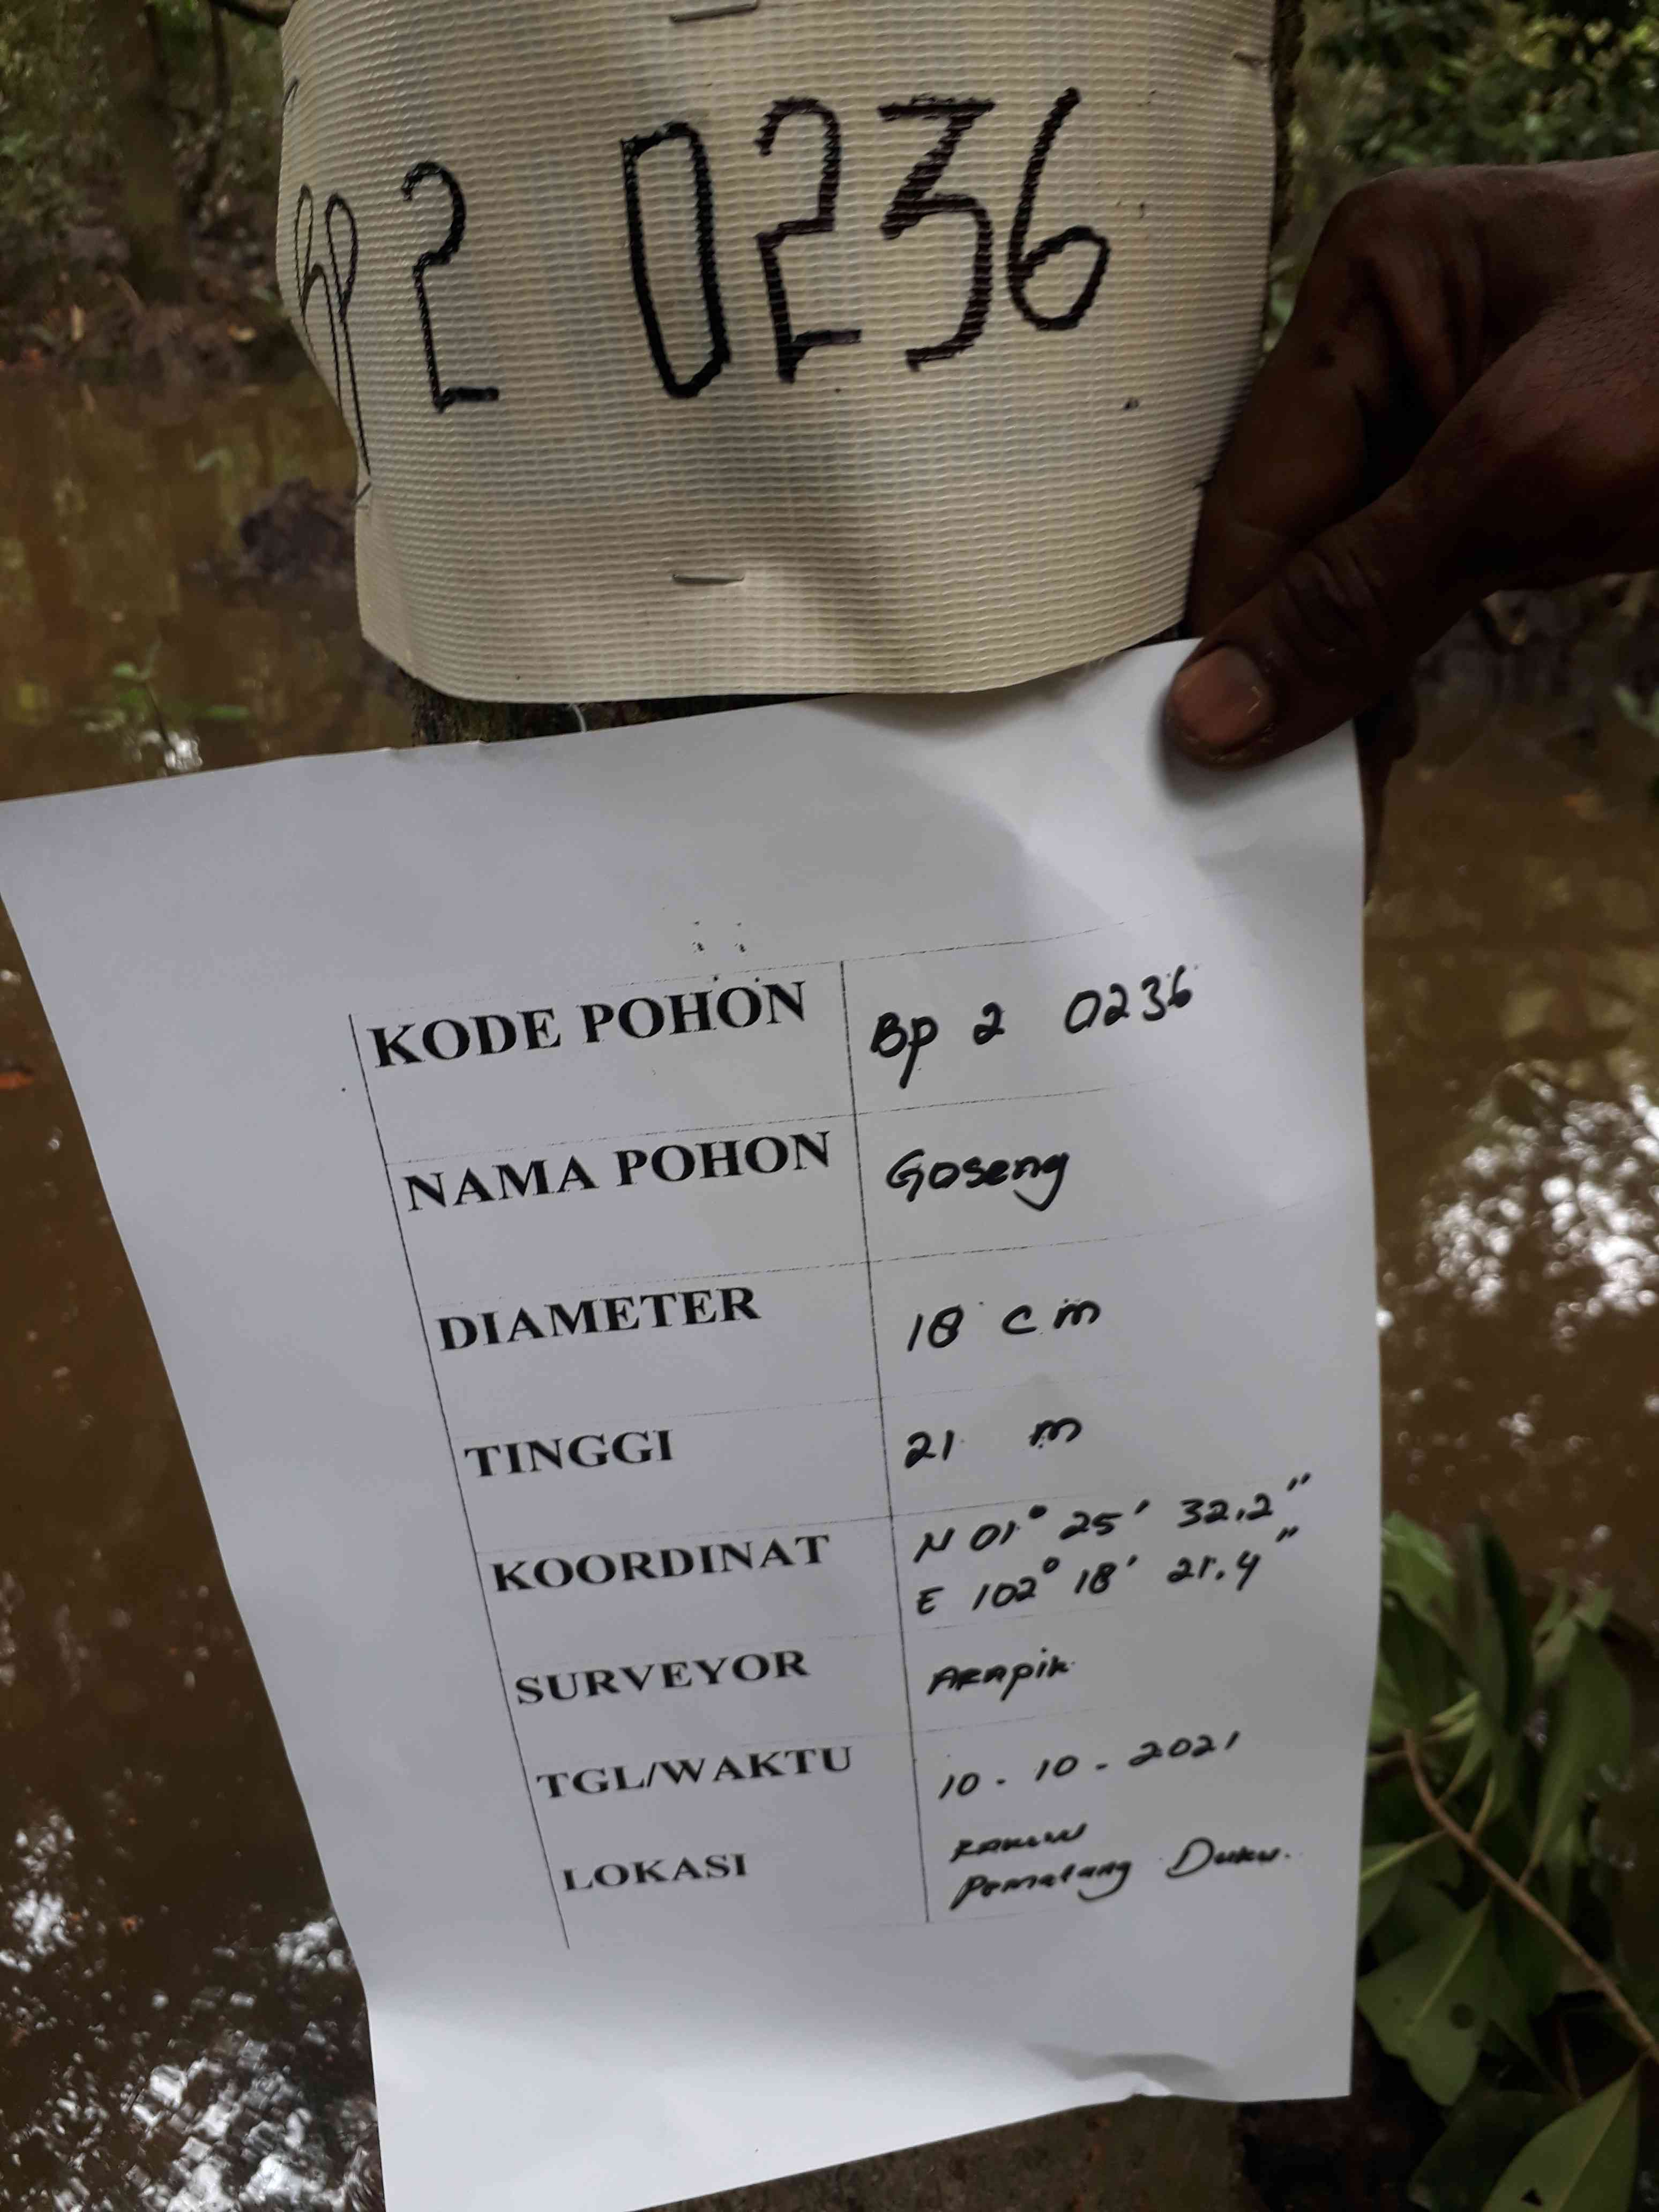 BP 2 0236
KODE POHON Bp 2 0236
NAMA POHON Goseng
DIAMETER 18 cm
TINGGI 21 m
KOORDINAT N 01° 25' 32.2"
E 102° 18' 21.4"
SURVEYOR ARApik
TGL/WAKTU 10-10-2021
LOKASI
Pematang Duku.